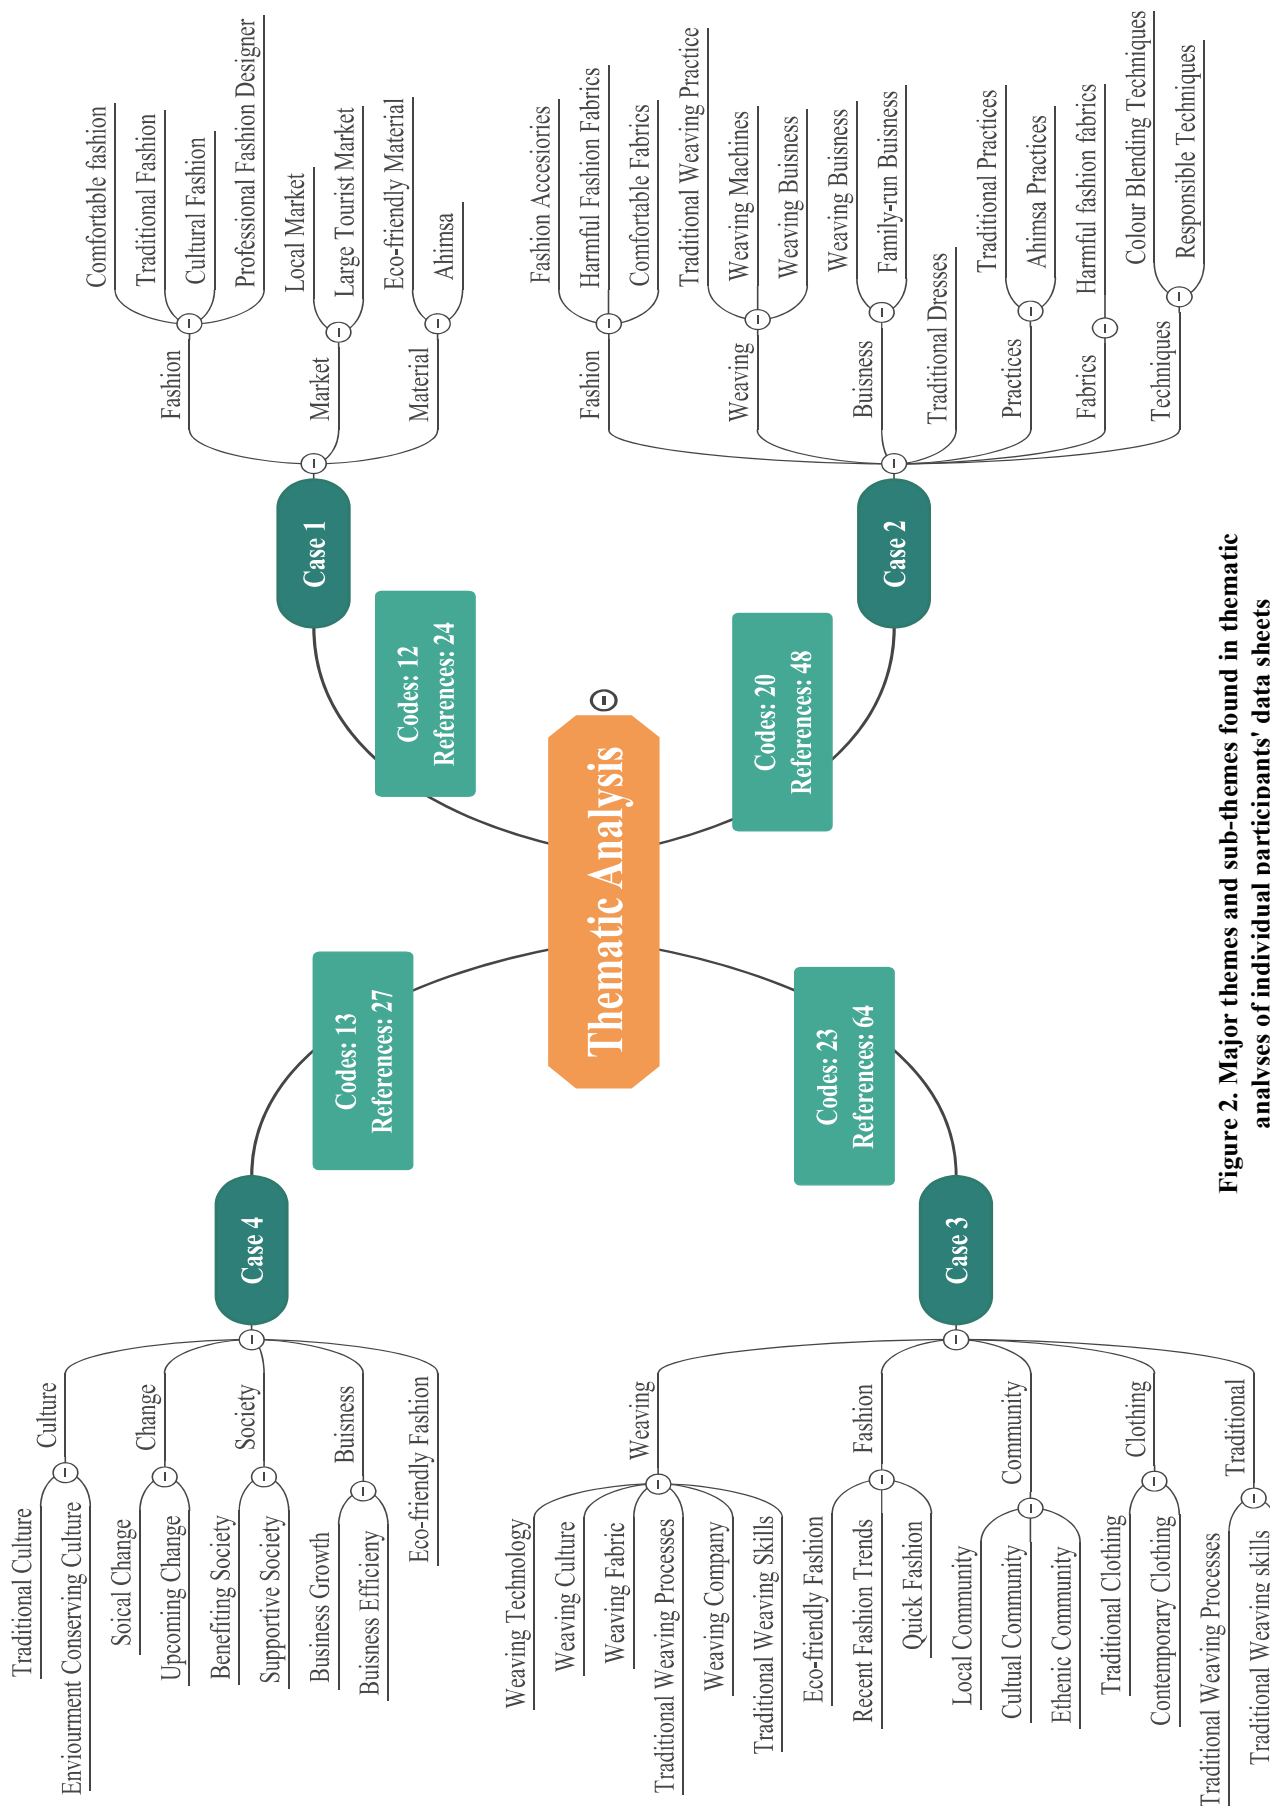 Thematic Analysis
Codes: 12
References: 24
Case 1
Fashion
Comfortable fashion
Traditional Fashion
Cultural Fashion
Professional Fashion Designer
Market
Local Market
Large Tourist Market
Material
Eco-friendly Material
Ahimsa
Codes: 20
References: 48
Case 2
Fashion
Fashion Accesiories
Harmful Fashion Fabrics
Comfortable Fabrics
Weaving
Traditional Weaving Practice
Weaving Machines
Weaving Buisness
Buisness
Weaving Buisness
Family-run Buisness
Traditional Dresses
Practices
Traditional Practices
Ahimsa Practices
Fabrics
Harmful fashion fabrics
Techniques
Colour Blending Techniques
Responsible Techniques
Codes: 23
References: 64
Case 3
Weaving
Weaving Technology
Weaving Culture
Weaving Fabric
Traditional Weaving Processes
Weaving Company
Traditional Weaving Skills
Fashion
Eco-friendly Fashion
Recent Fashion Trends
Quick Fashion
Community
Local Community
Cultual Community
Ethenic Community
Clothing
Traditional Clothing
Contemporary Clothing
Traditional
Traditional Weaving Processes
Traditional Weaving skills
Codes: 13
References: 27
Case 4
Culture
Traditional Culture
Enviourment Conserving Culture
Change
Soical Change
Upcoming Change
Society
Benefiting Society
Supportive Society
Buisness
Business Growth
Buisness Efficieny
Eco-friendly Fashion
Figure 2. Major themes and sub-themes found in thematic
analyses of individual participants' data sheets